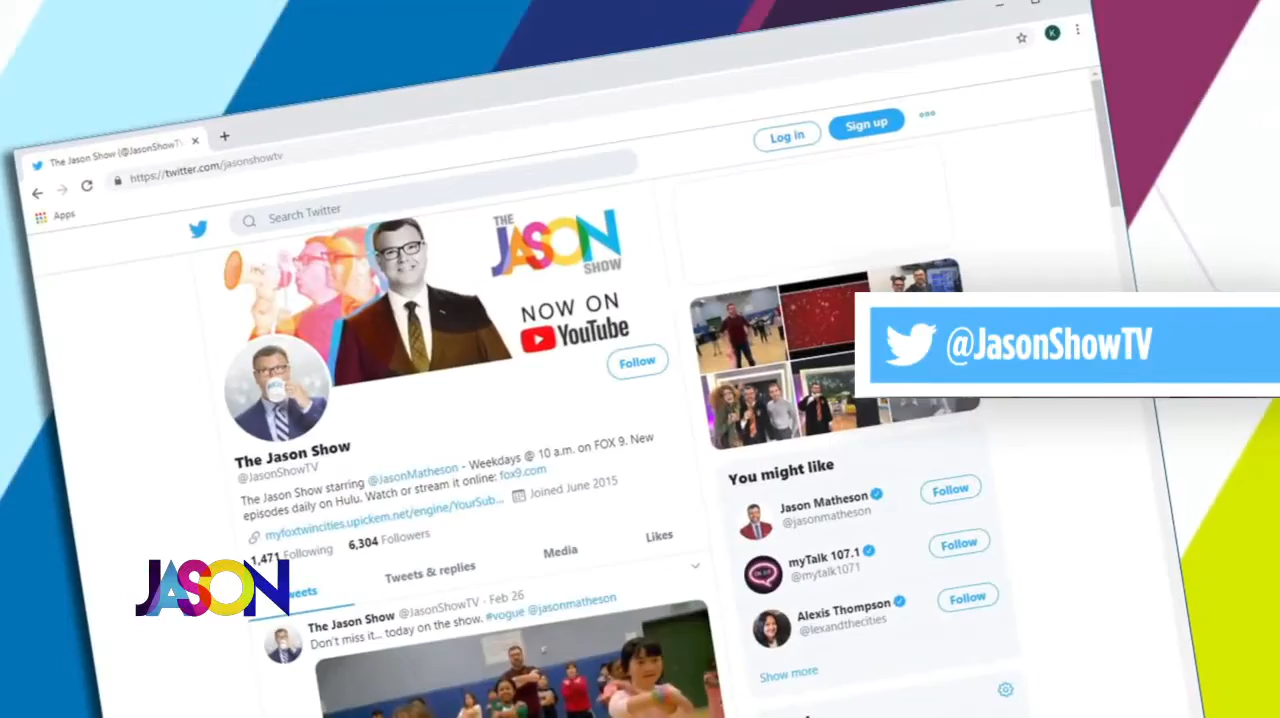 The Jason Show (@JasonShowTV
https://twitter.com/jasonshowtv
Apps
Search Twitter
Log in
Sign up
K
THE
JASON
SHOW
NOW ON
YouTube
Follow
@JasonShowTV
The Jason Show
@JasonShowTV
The Jason Show starring @JasonMatheson - Weekdays @ 10 a.m. on FOX 9. New
episodes daily on Hulu. Watch or stream it online: fox9.com
myfoxtwincities.upickem.net/engine/YourSub...
Joined June 2015
1,471 Following
6,304 Followers
Tweets & replies
Media
Likes
JASON
The Jason Show @JasonShowTV · Feb 26
Don't miss it... today on the show. #vogue @jasonmatheson
You might like
Jason Matheson
@jasonmatheson
Follow
myTalk 107.1
@mytalk1071
Follow
Alexis Thompson
@lexandthecities
Follow
Show more